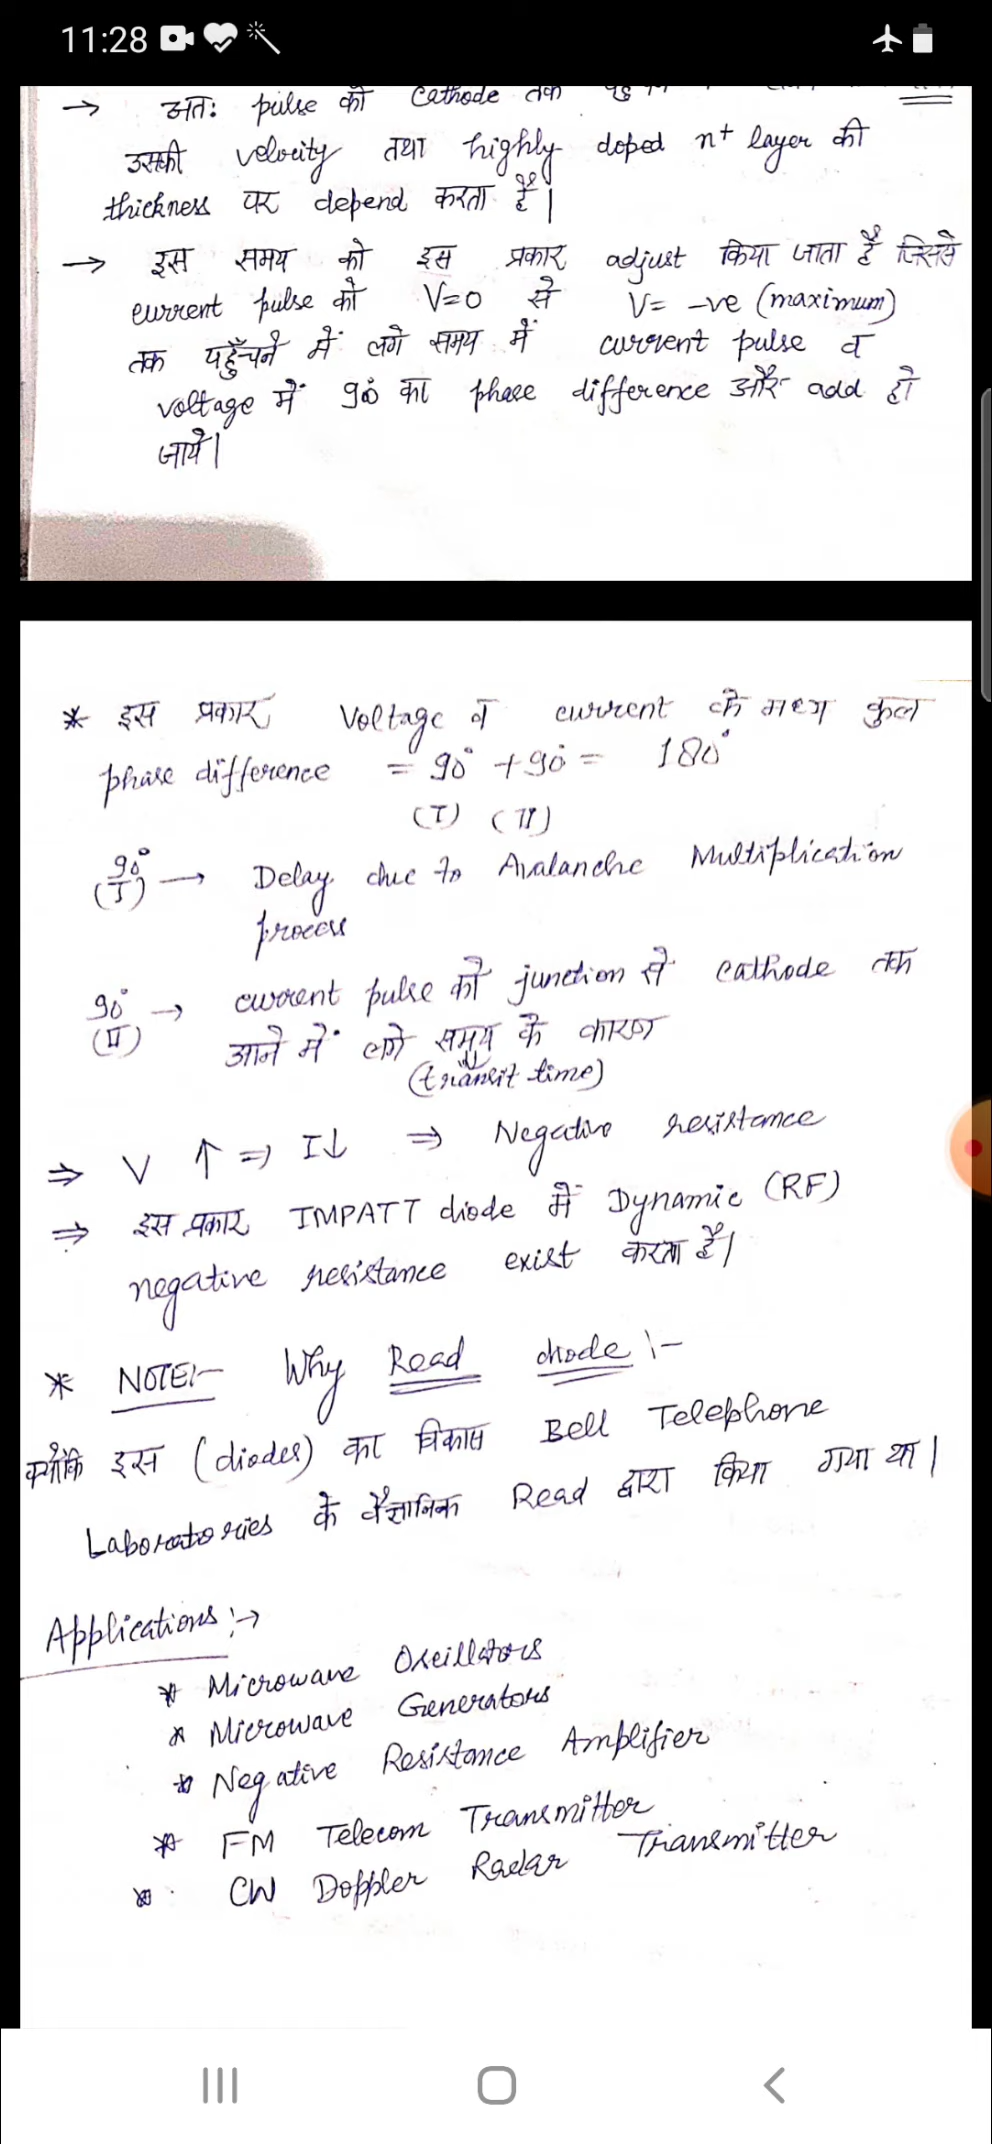 11:28
→ अतः pulse को Cathode तक
उसकी velocity तथा highly doped n+ layer की
thickness पर depend करता है|
→ इस समय को इस प्रकार adjust किया जाता है जिससे
current pulse को V=0 से V= -ve (maximum)
तक पहुँचने में लगे समय में current pulse व
voltage में 90° का phase difference और add हो
जाये|
* इस प्रकार Voltage व current के मध्य कुल
phase difference = 90° + 90° = 180°
(I) (II)
90° (I) → Delay due to Avalanche Multiplication
process
90° (II) → current pulse को junction से cathode तक
आने में लगे समय के कारण
(transit time)
⇒ V ↑ ⇒ I↓ ⇒ Negative resistance
⇒ इस प्रकार IMPATT diode में Dynamic (RF)
negative resistance exist करता है|
* NOTE:- Why Read diode :-
क्योंकि इस (diodes) का विकास Bell Telephone
Laboratories के वैज्ञानिक Read द्वारा किया गया था|
Applications :→
* Microwave Oscillators
* Microwave Generators
* Negative Resistance Amplifier
* FM Telecom Transmitter
* CW Doppler Radar Transmitter